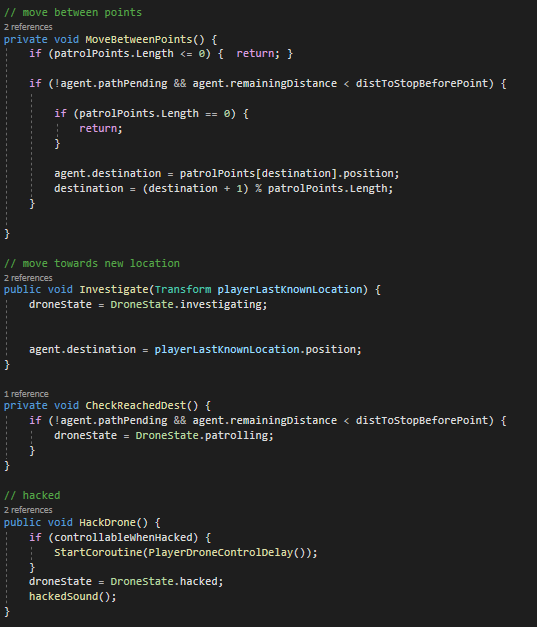 // move between points
2 references
private void MoveBetweenPoints() {
if (patrolPoints.Length <= 0) {  return; }
if (!agent.pathPending && agent.remainingDistance < distToStopBeforePoint) {
if (patrolPoints.Length == 0) {
return;
}
agent.destination = patrolPoints[destination].position;
destination = (destination + 1) % patrolPoints.Length;
}
}
// move towards new location
2 references
public void Investigate(Transform playerLastKnownLocation) {
droneState = DroneState.investigating;
agent.destination = playerLastKnownLocation.position;
}
1 reference
private void CheckReachedDest() {
if (!agent.pathPending && agent.remainingDistance < distToStopBeforePoint) {
droneState = DroneState.patrolling;
}
}
// hacked
2 references
public void HackDrone() {
if (controllableWhenHacked) {
StartCoroutine(PlayerDroneControlDelay());
}
droneState = DroneState.hacked;
hackedSound();
}